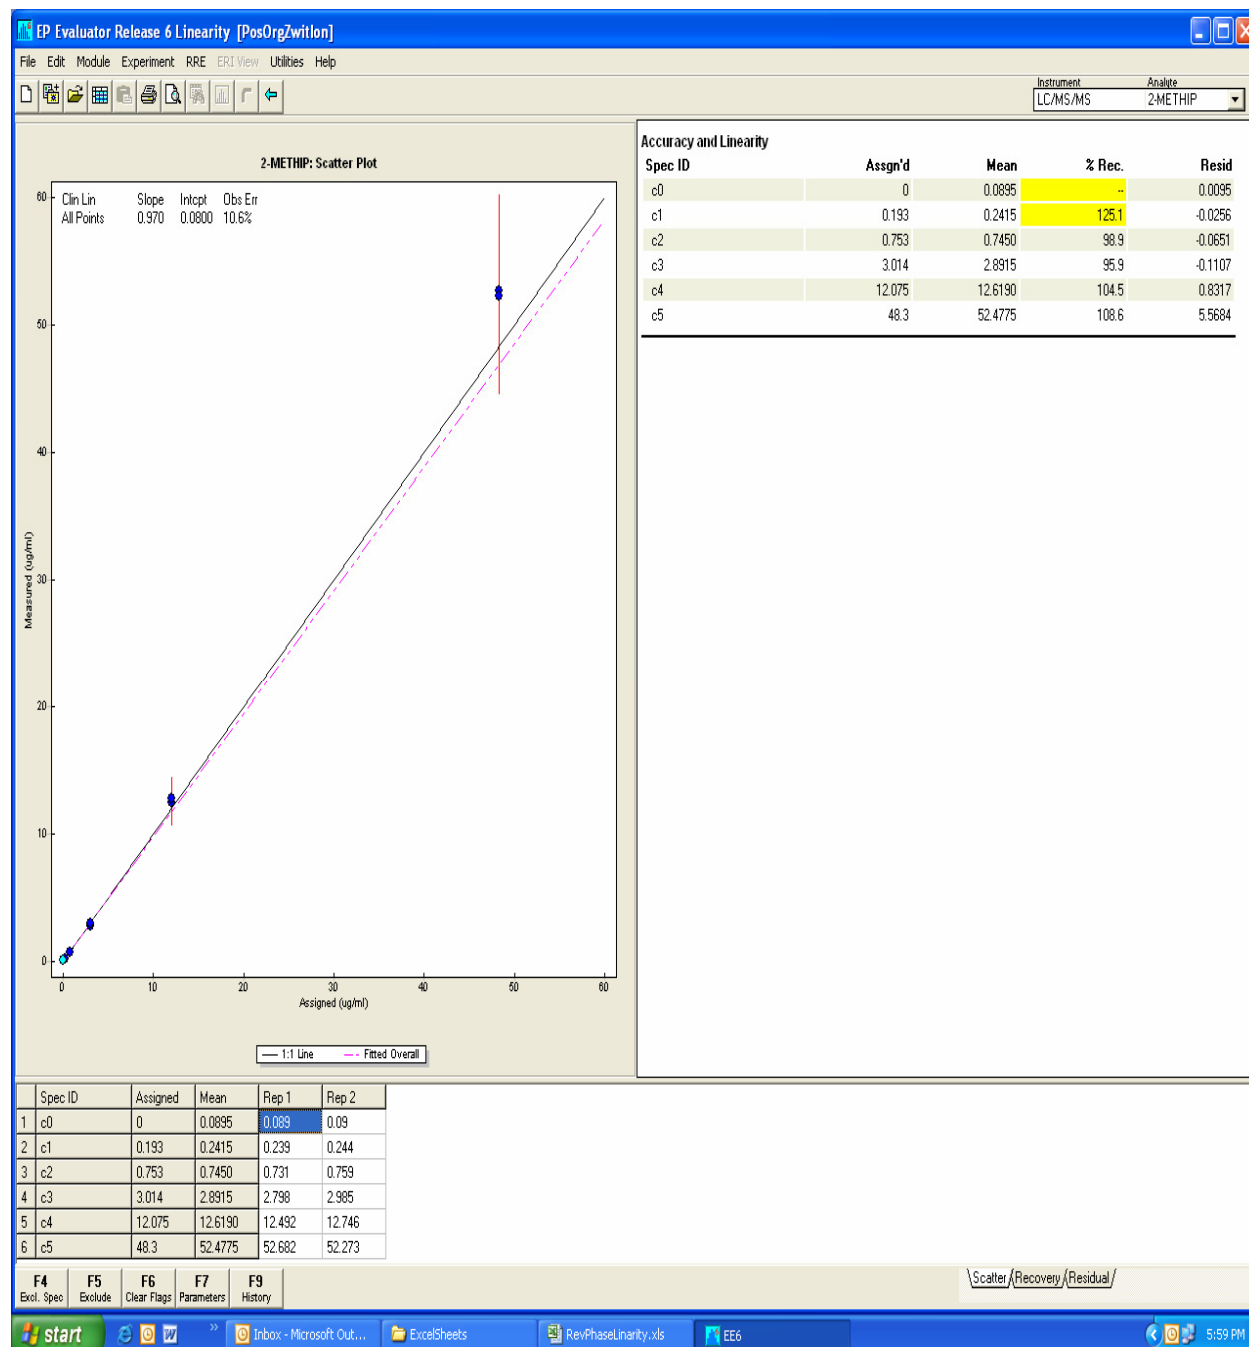 EP Evaluator Release 6 Linearity [PosOrgZwitIon]
File Edit Module Experiment RRE ERI View Utilities Help
Instrument Analyte
LC/MS/MS 2-METHIP
2-METHIP: Scatter Plot
Clin Lin Slope Intcpt Obs Err
All Points 0.970 0.0800 10.6%
60
50
40
30
20
10
0
Measured (ug/ml)
0 10 20 30 40 50 60
Assigned (ug/ml)
1:1 Line Fitted Overall
Accuracy and Linearity
Spec ID Assgn'd Mean % Rec. Resid
c0 0 0.0895 -- 0.0095
c1 0.193 0.2415 125.1 -0.0256
c2 0.753 0.7450 98.9 -0.0651
c3 3.014 2.8915 95.9 -0.1107
c4 12.075 12.6190 104.5 0.8317
c5 48.3 52.4775 108.6 5.5684
Spec ID Assigned Mean Rep 1 Rep 2
1 c0 0 0.0895 0.089 0.09
2 c1 0.193 0.2415 0.239 0.244
3 c2 0.753 0.7450 0.731 0.759
4 c3 3.014 2.8915 2.798 2.985
5 c4 12.075 12.6190 12.492 12.746
6 c5 48.3 52.4775 52.682 52.273
F4 F5 F6 F7 F9
Excl. Spec Exclude Clear Flags Parameters History
Scatter Recovery Residual
start Inbox - Microsoft Out... ExcelSheets RevPhaseLinarity.xls EE6 5:59 PM